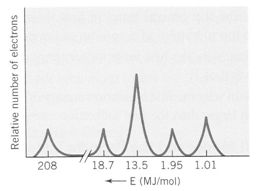 Relative number of electrons
208 18.7 13.5 1.95 1.01
← E (MJ/mol)